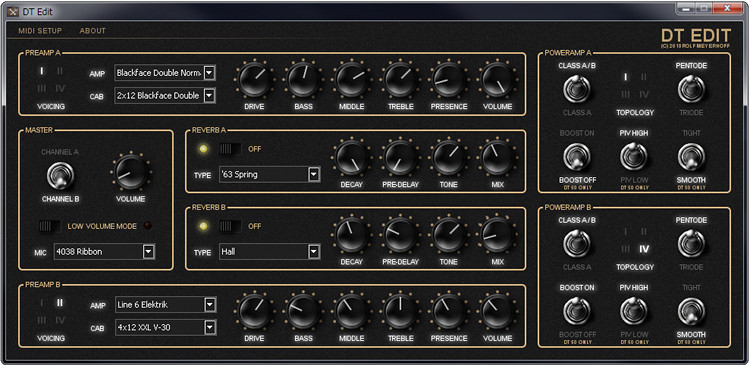 DT Edit
MIDI SETUP ABOUT
DT EDIT
(C) 2010 ROLF MEYERHOFF
PREAMP A
I II
III IV
VOICING
AMP Blackface Double Norm
CAB 2x12 Blackface Double
DRIVE BASS MIDDLE TREBLE PRESENCE VOLUME
POWERAMP A
CLASS A/B I II PENTODE
III IV
CLASS A TOPOLOGY TRIODE
BOOST ON PIV HIGH TIGHT
BOOST OFF PIV LOW SMOOTH
DT 50 ONLY DT 50 ONLY DT 50 ONLY
MASTER
CHANNEL A
CHANNEL B VOLUME
LOW VOLUME MODE
MIC 4038 Ribbon
REVERB A
OFF
TYPE '63 Spring
DECAY PRE-DELAY TONE MIX
REVERB B
OFF
TYPE Hall
DECAY PRE-DELAY TONE MIX
POWERAMP B
CLASS A/B I II PENTODE
III IV
CLASS A TOPOLOGY TRIODE
BOOST ON PIV HIGH TIGHT
BOOST OFF PIV LOW SMOOTH
DT 50 ONLY DT 50 ONLY DT 50 ONLY
PREAMP B
I II
III IV
VOICING
AMP Line 6 Elektrik
CAB 4x12 XXL V-30
DRIVE BASS MIDDLE TREBLE PRESENCE VOLUME